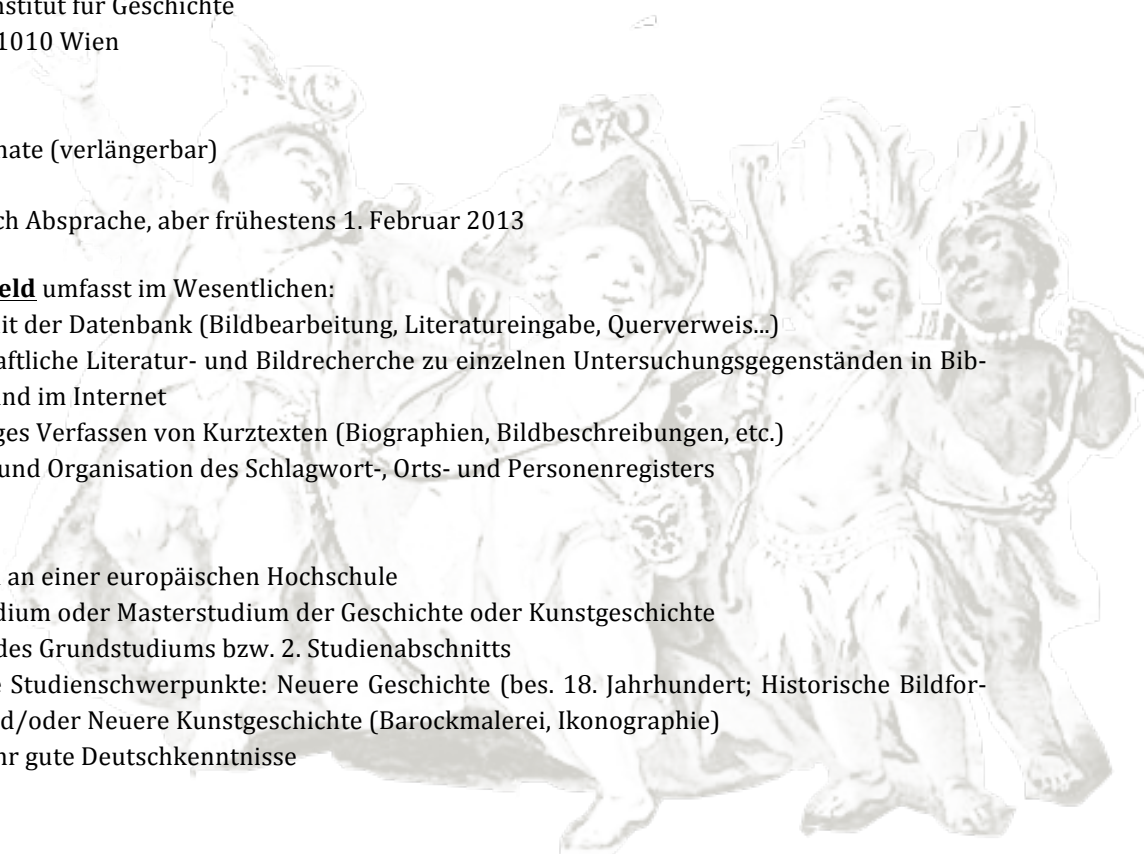 nstitut für Geschichte
1010 Wien
nate (verlängerbar)
ch Absprache, aber frühestens 1. Februar 2013
eld umfasst im Wesentlichen:
it der Datenbank (Bildbearbeitung, Literatureingabe, Querverweis...)
aftliche Literatur- und Bildrecherche zu einzelnen Untersuchungsgegenständen in Bib-
und im Internet
ges Verfassen von Kurztexten (Biographien, Bildbeschreibungen, etc.)
und Organisation des Schlagwort-, Orts- und Personenregisters
an einer europäischen Hochschule
dium oder Masterstudium der Geschichte oder Kunstgeschichte
des Grundstudiums bzw. 2. Studienabschnitts
e Studienschwerpunkte: Neuere Geschichte (bes. 18. Jahrhundert; Historische Bildfor-
d/oder Neuere Kunstgeschichte (Barockmalerei, Ikonographie)
hr gute Deutschkenntnisse